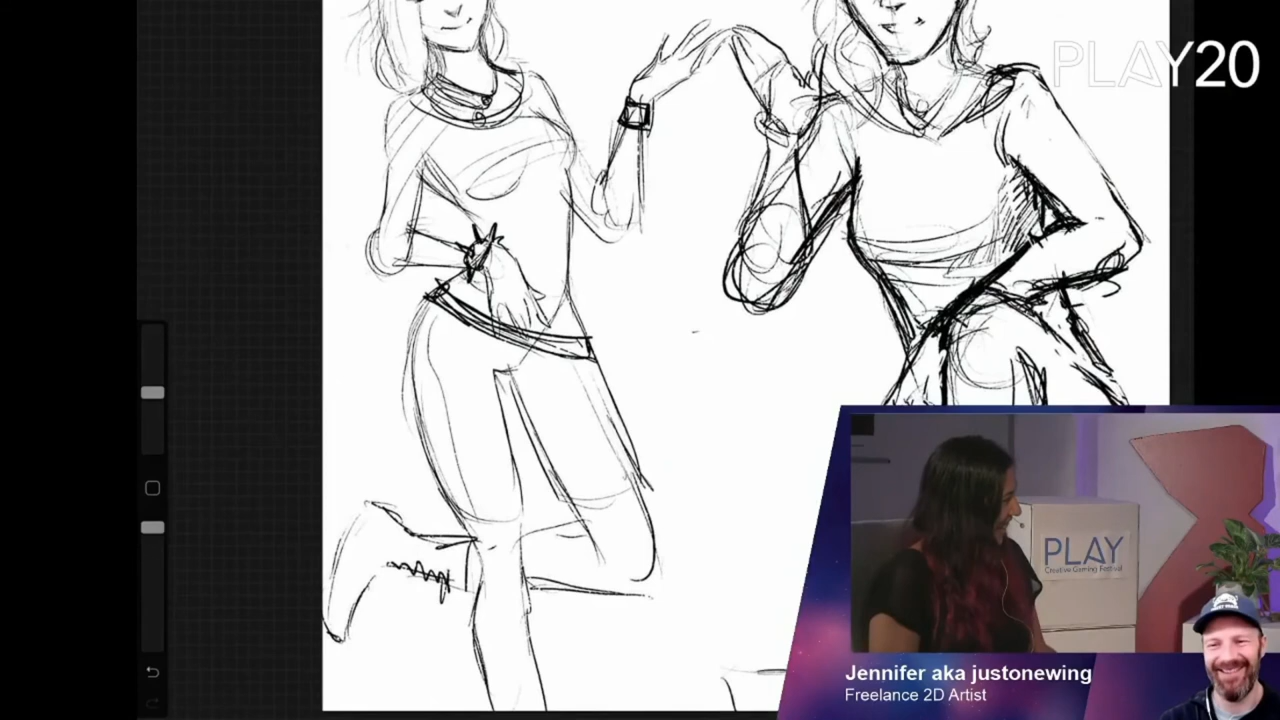 PLAY20
PLAY
Creative Gaming Festival
Jennifer aka justonewing
Freelance 2D Artist